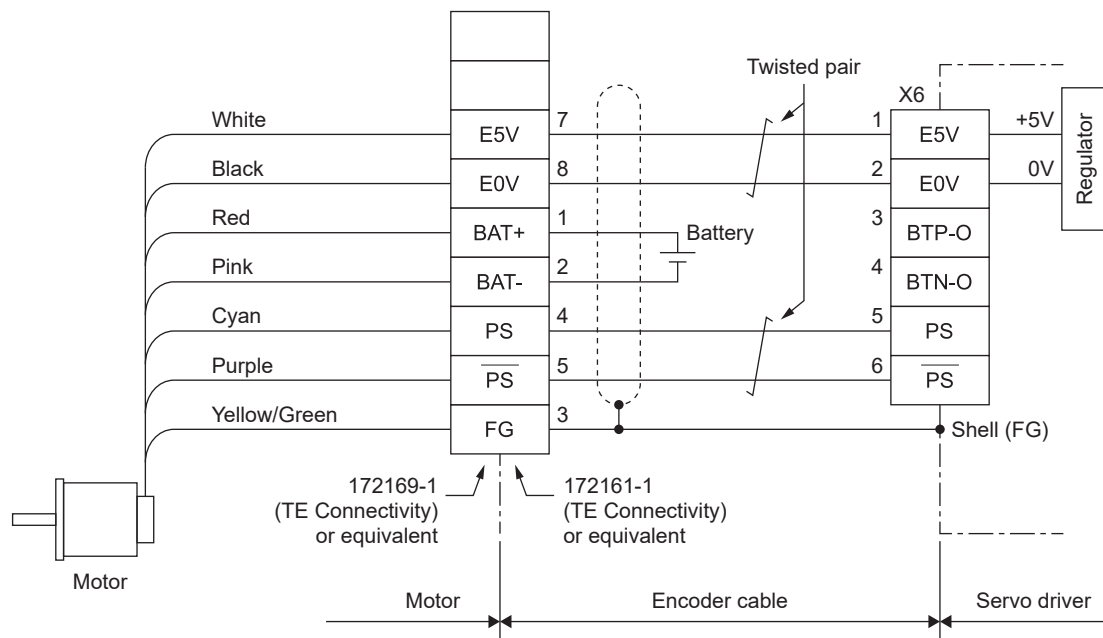 Twisted pair
X6
White
7
1
E5V
E5V
+5V
Regulator
Black
8
2
E0V
E0V
0V
Red
1
3
BAT+
Battery
BTP-O
Pink
2
4
BAT-
BTN-O
Cyan
4
5
PS
PS
Purple
5
6
PS
PS
Yellow/Green
3
FG
Shell (FG)
172169-1
(TE Connectivity)
or equivalent
172161-1
(TE Connectivity)
or equivalent
Motor
Motor
Encoder cable
Servo driver